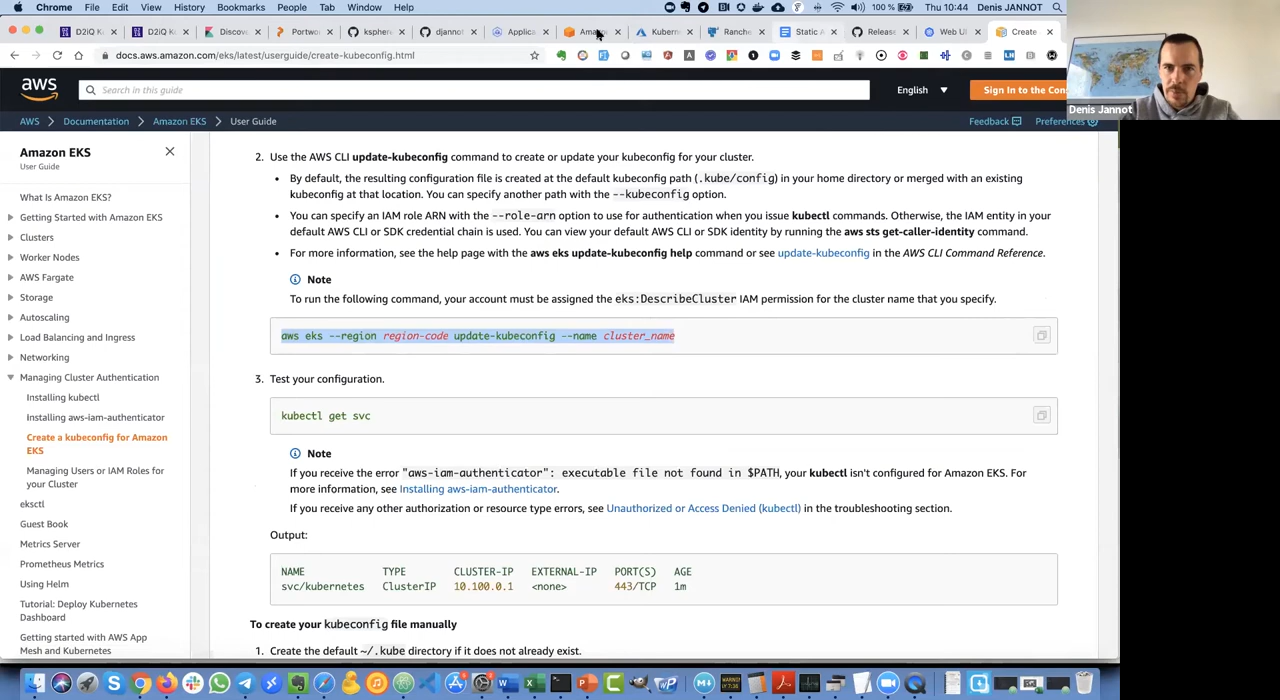 Chrome File Edit View History Bookmarks People Tab Window Help
100 % Thu 10:44 Denis JANNOT
D2iQ K D2iQ K Discov Portwo kspher djannot Applica Ama Kubern Ranche Static A Release Web UI Create
docs.aws.amazon.com/eks/latest/userguide/create-kubeconfig.html
aws
Search in this guide
English
Sign In to the Con
Denis Jannot
AWS Documentation Amazon EKS User Guide
Feedback Preferences
Amazon EKS
User Guide
What Is Amazon EKS?
Getting Started with Amazon EKS
Clusters
Worker Nodes
AWS Fargate
Storage
Autoscaling
Load Balancing and Ingress
Networking
Managing Cluster Authentication
Installing kubectl
Installing aws-iam-authenticator
Create a kubeconfig for Amazon
EKS
Managing Users or IAM Roles for
your Cluster
eksctl
Guest Book
Metrics Server
Prometheus Metrics
Using Helm
Tutorial: Deploy Kubernetes
Dashboard
Getting started with AWS App
Mesh and Kubernetes
2. Use the AWS CLI update-kubeconfig command to create or update your kubeconfig for your cluster.
• By default, the resulting configuration file is created at the default kubeconfig path (.kube/config) in your home directory or merged with an existing
kubeconfig at that location. You can specify another path with the --kubeconfig option.
• You can specify an IAM role ARN with the --role-arn option to use for authentication when you issue kubectl commands. Otherwise, the IAM entity in your
default AWS CLI or SDK credential chain is used. You can view your default AWS CLI or SDK identity by running the aws sts get-caller-identity command.
• For more information, see the help page with the aws eks update-kubeconfig help command or see update-kubeconfig in the AWS CLI Command Reference.
Note
To run the following command, your account must be assigned the eks:DescribeCluster IAM permission for the cluster name that you specify.
aws eks --region region-code update-kubeconfig --name cluster_name
3. Test your configuration.
kubectl get svc
Note
If you receive the error "aws-iam-authenticator": executable file not found in $PATH, your kubectl isn't configured for Amazon EKS. For
more information, see Installing aws-iam-authenticator.
If you receive any other authorization or resource type errors, see Unauthorized or Access Denied (kubectl) in the troubleshooting section.
Output:
NAME TYPE CLUSTER-IP EXTERNAL-IP PORT(S) AGE
svc/kubernetes ClusterIP 10.100.0.1 <none> 443/TCP 1m
To create your kubeconfig file manually
1. Create the default ~/.kube directory if it does not already exist.